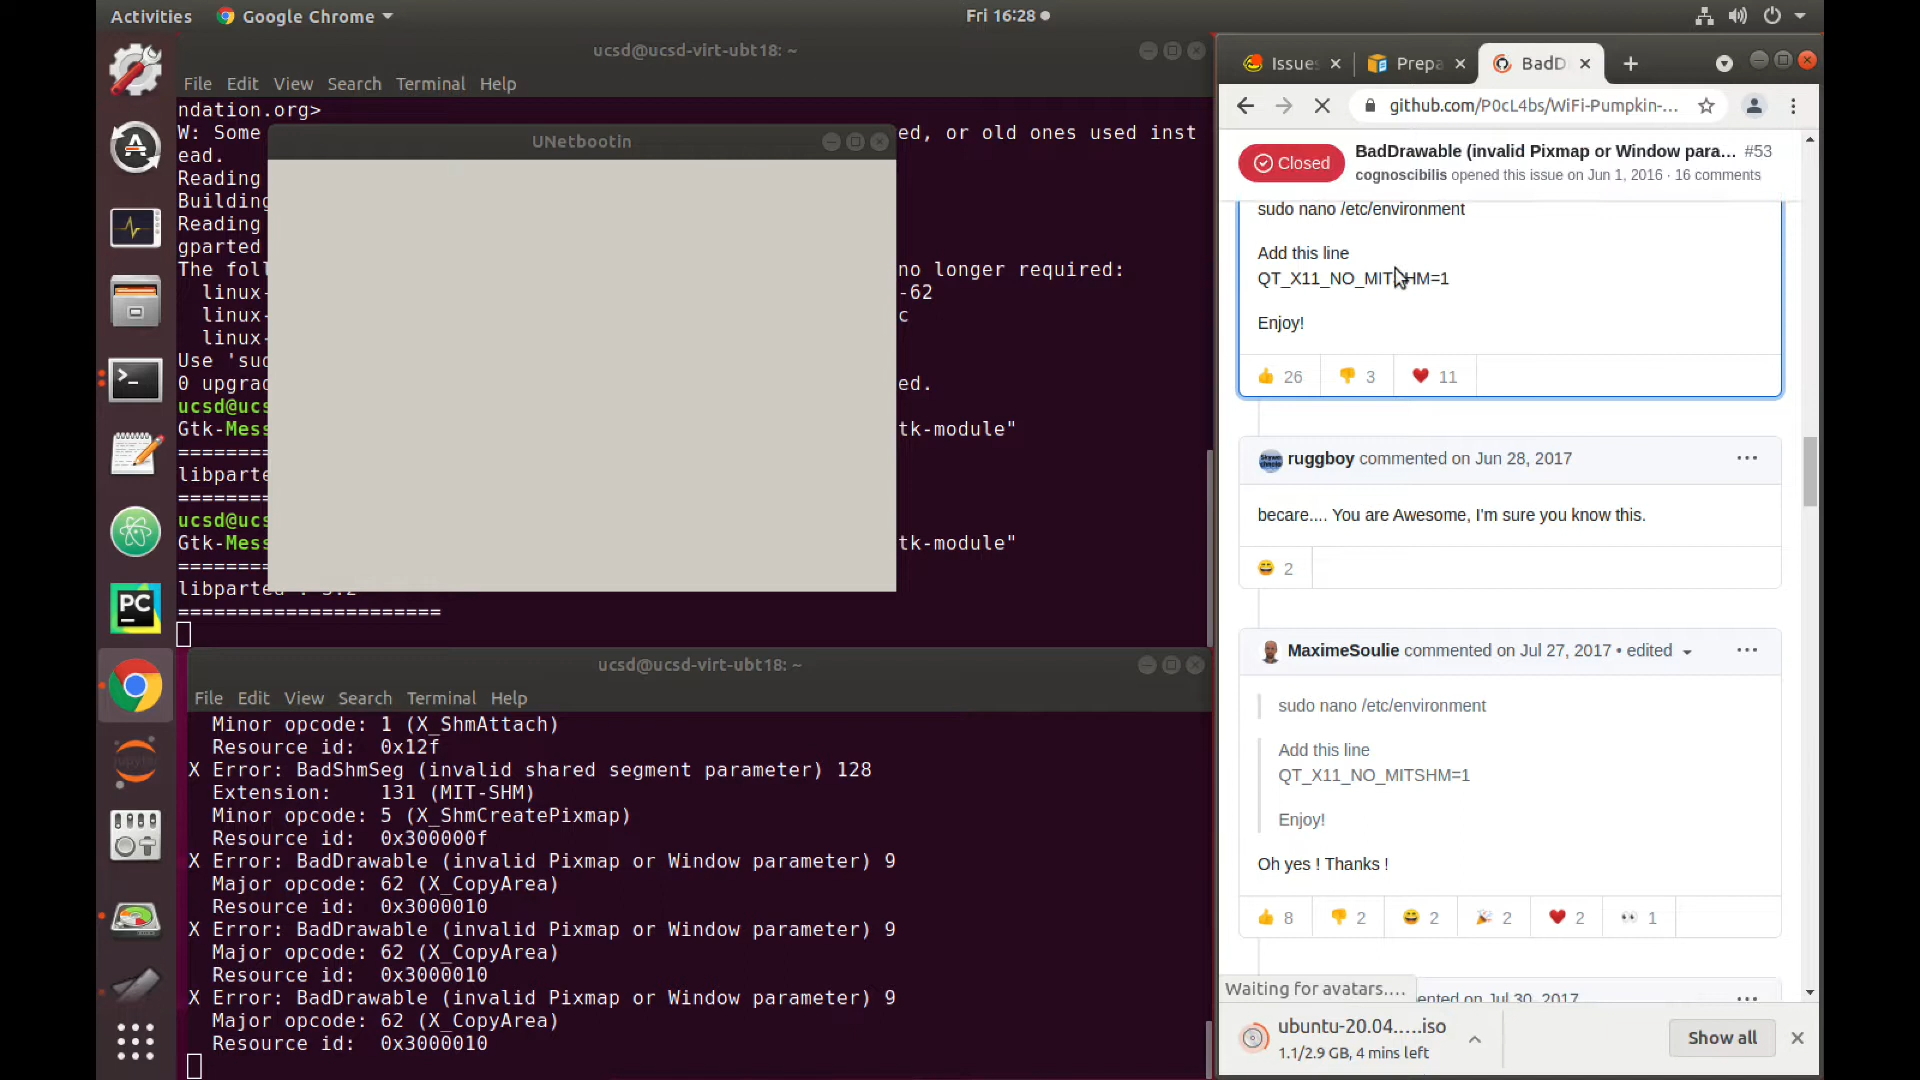 Activities
Google Chrome
Fri 16:28
ucsd@ucsd-virt-ubt18: ~
File Edit View Search Terminal Help
ndation.org>
W: Some
ed, or old ones used inst
ead.
Reading
Building
Reading
gparted
The foll
no longer required:
linux-
-62
linux-
c
linux-
Use 'sud
0 upgrad
ed.
ucsd@ucs
Gtk-Mess
tk-module"
====
libparte
====
ucsd@ucs
Gtk-Mess
tk-module"
====
libparted : 3.2
======================
UNetbootin
ucsd@ucsd-virt-ubt18: ~
File Edit View Search Terminal Help
Minor opcode: 1 (X_ShmAttach)
Resource id: 0x12f
X Error: BadShmSeg (invalid shared segment parameter) 128
Extension: 131 (MIT-SHM)
Minor opcode: 5 (X_ShmCreatePixmap)
Resource id: 0x300000f
X Error: BadDrawable (invalid Pixmap or Window parameter) 9
Major opcode: 62 (X_CopyArea)
Resource id: 0x3000010
X Error: BadDrawable (invalid Pixmap or Window parameter) 9
Major opcode: 62 (X_CopyArea)
Resource id: 0x3000010
X Error: BadDrawable (invalid Pixmap or Window parameter) 9
Major opcode: 62 (X_CopyArea)
Resource id: 0x3000010
PC
Issues
Prepa
BadD
github.com/P0cL4bs/WiFi-Pumpkin-...
Closed
BadDrawable (invalid Pixmap or Window para... #53
cognoscibilis opened this issue on Jun 1, 2016 · 16 comments
sudo nano /etc/environment
Add this line
QT_X11_NO_MITSHM=1
Enjoy!
26 3 11
ruggboy commented on Jun 28, 2017
becare.... You are Awesome, I'm sure you know this.
2
MaximeSoulie commented on Jul 27, 2017 • edited
sudo nano /etc/environment
Add this line
QT_X11_NO_MITSHM=1
Enjoy!
Oh yes ! Thanks !
8 2 2 2 2 1
Waiting for avatars....
ented on Jul 30, 2017
ubuntu-20.04.....iso
1.1/2.9 GB, 4 mins left
Show all